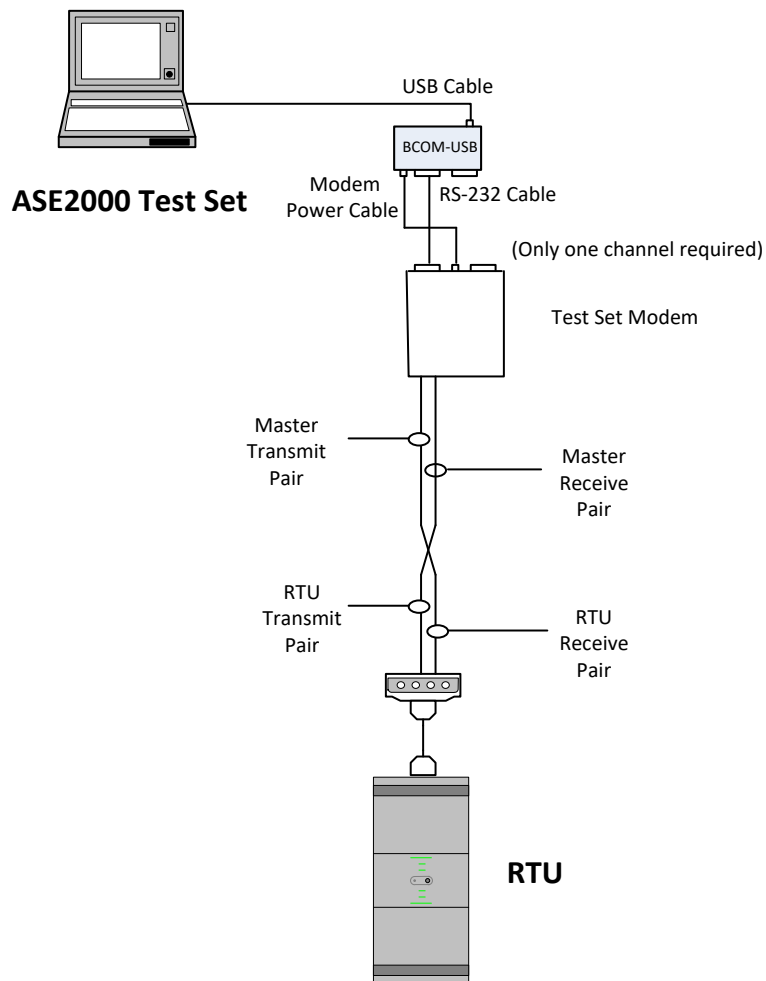 USB Cable
BCOM-USB
ASE2000 Test Set
Modem
Power Cable
RS-232 Cable
(Only one channel required)
Test Set Modem
Master
Transmit
Pair
Master
Receive
Pair
RTU
Transmit
Pair
RTU
Receive
Pair
RTU